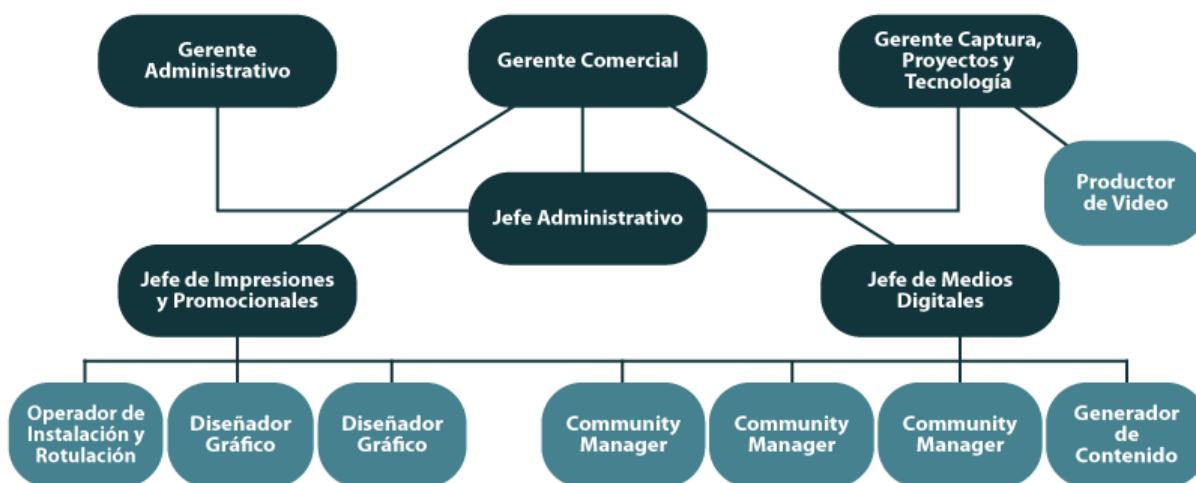 Gerente
Administrativo
Gerente Comercial
Gerente Captura,
Proyectos y
Tecnología
Productor
de Video
Jefe Administrativo
Jefe de Impresiones
y Promocionales
Jefe de Medios
Digitales
Operador de
Instalación y
Rotulación
Diseñador
Gráfico
Diseñador
Gráfico
Community
Manager
Community
Manager
Community
Manager
Generador
de
Contenido